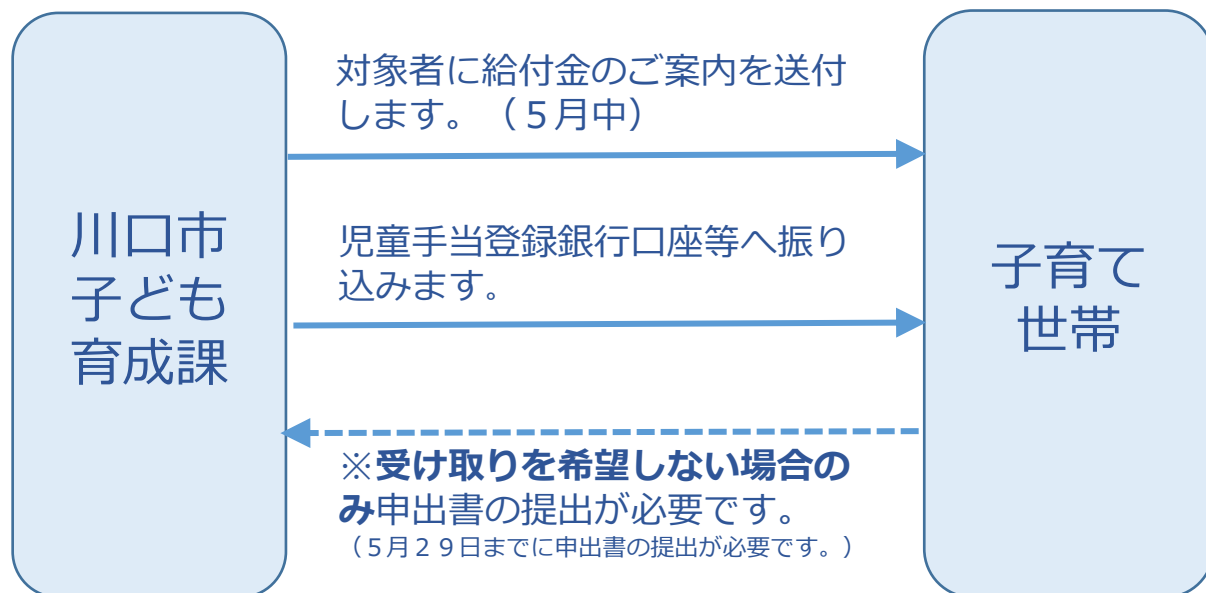 川口市
子ども
育成課
対象者に給付金のご案内を送付
します。（５月中）
児童手当登録銀行口座等へ振り
込みます。
※受け取りを希望しない場合の
み申出書の提出が必要です。
（５月２９日までに申出書の提出が必要です。）
子育て
世帯